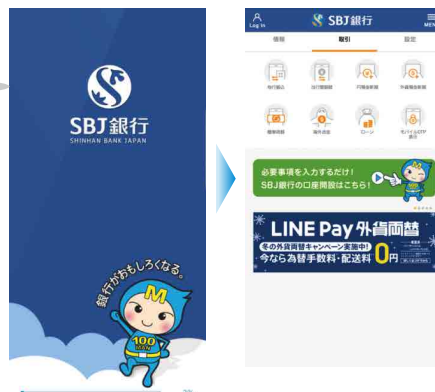 SBJ銀行
SHINHAN BANK JAPAN
銀行がおもしろくなる。
M
100
MAN
Log In
SBJ銀行
MENU
情報
取引
設定
ローン
必要事項を入力するだけ!
SBJ銀行の口座開設はこちら!
LINE Pay 外貨両替
冬の外貨両替キャンペーン実施中!
今なら為替手数料・配送料0円